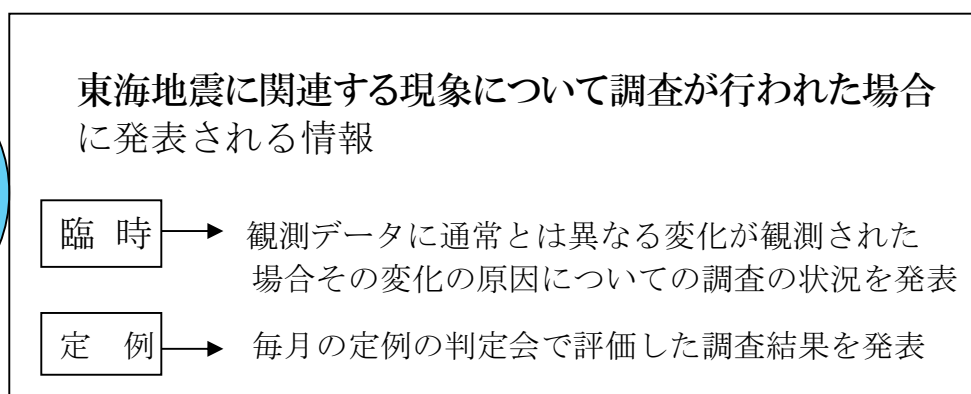 東海地震に関連する現象について調査が行われた場合
に発表される情報
臨 時 観測データに通常とは異なる変化が観測された
場合その変化の原因についての調査の状況を発表
定 例 毎月の定例の判定会で評価した調査結果を発表